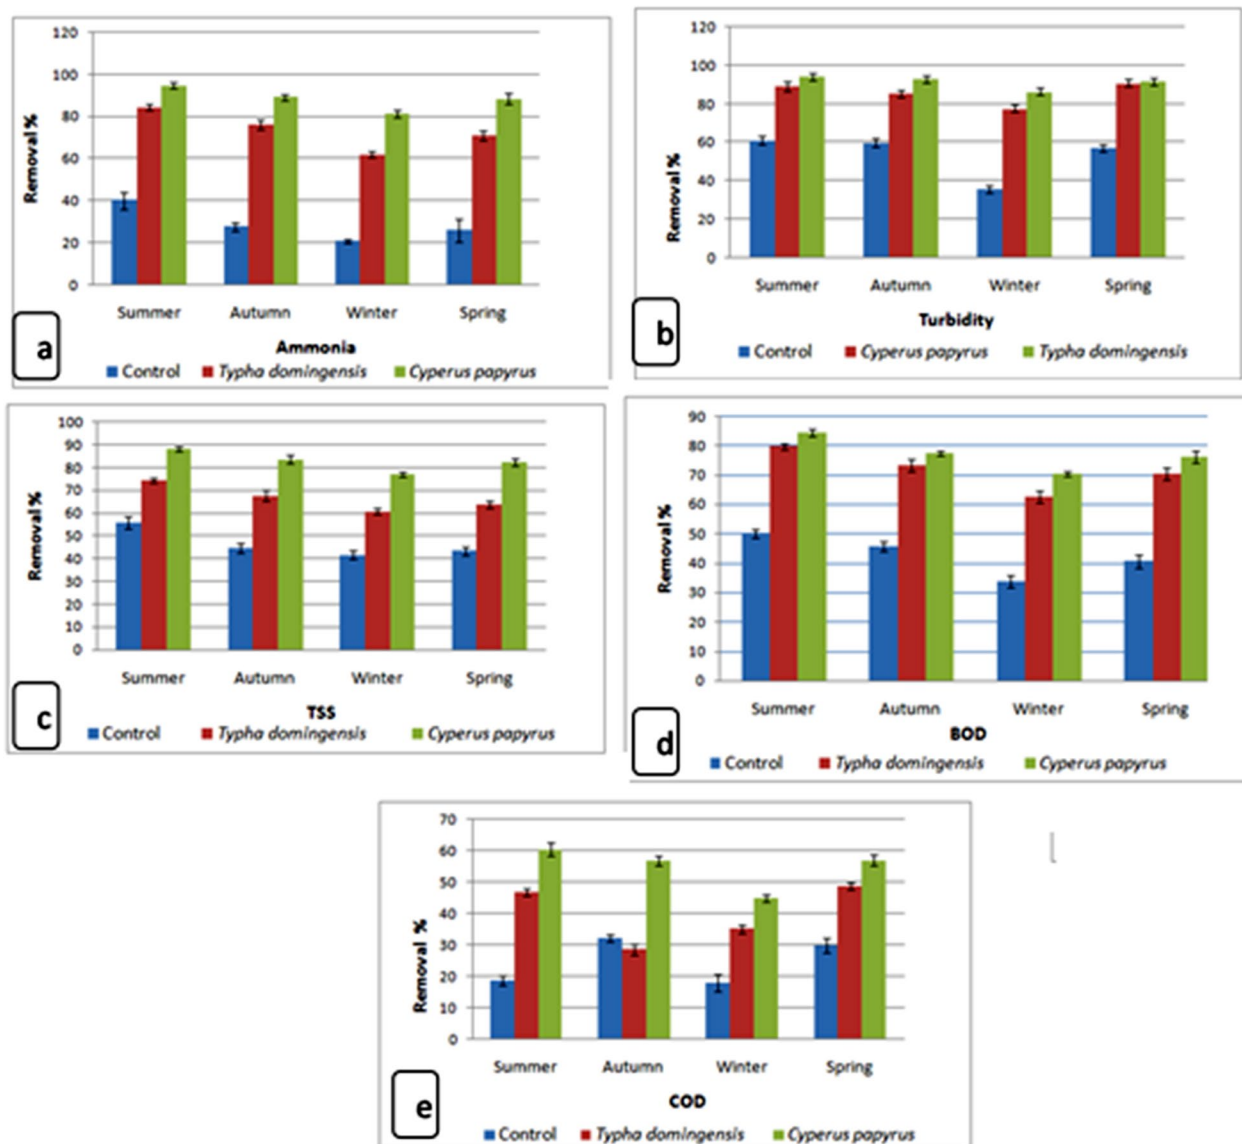 120
100
80
60
40
20
0
Removal %
Summer Autumn Winter Spring
Ammonia
Control Typha domingensis Cyperus papyrus
a
120
100
80
60
40
20
0
Removal %
Summer Autumn Winter Spring
Turbidity
Control Cyperus papyrus Typha domingensis
b
100
90
80
70
60
50
40
30
20
10
0
Removal %
Summer Autumn Winter Spring
TSS
Control Typha domingensis Cyperus papyrus
c
90
80
70
60
50
40
30
20
10
0
Removal %
Summer Autumn Winter Spring
BOD
Control Typha domingensis Cyperus papyrus
d
70
60
50
40
30
20
10
0
Removal %
Summer Autumn Winter Spring
COD
Control Typha domingensis Cyperus papyrus
e